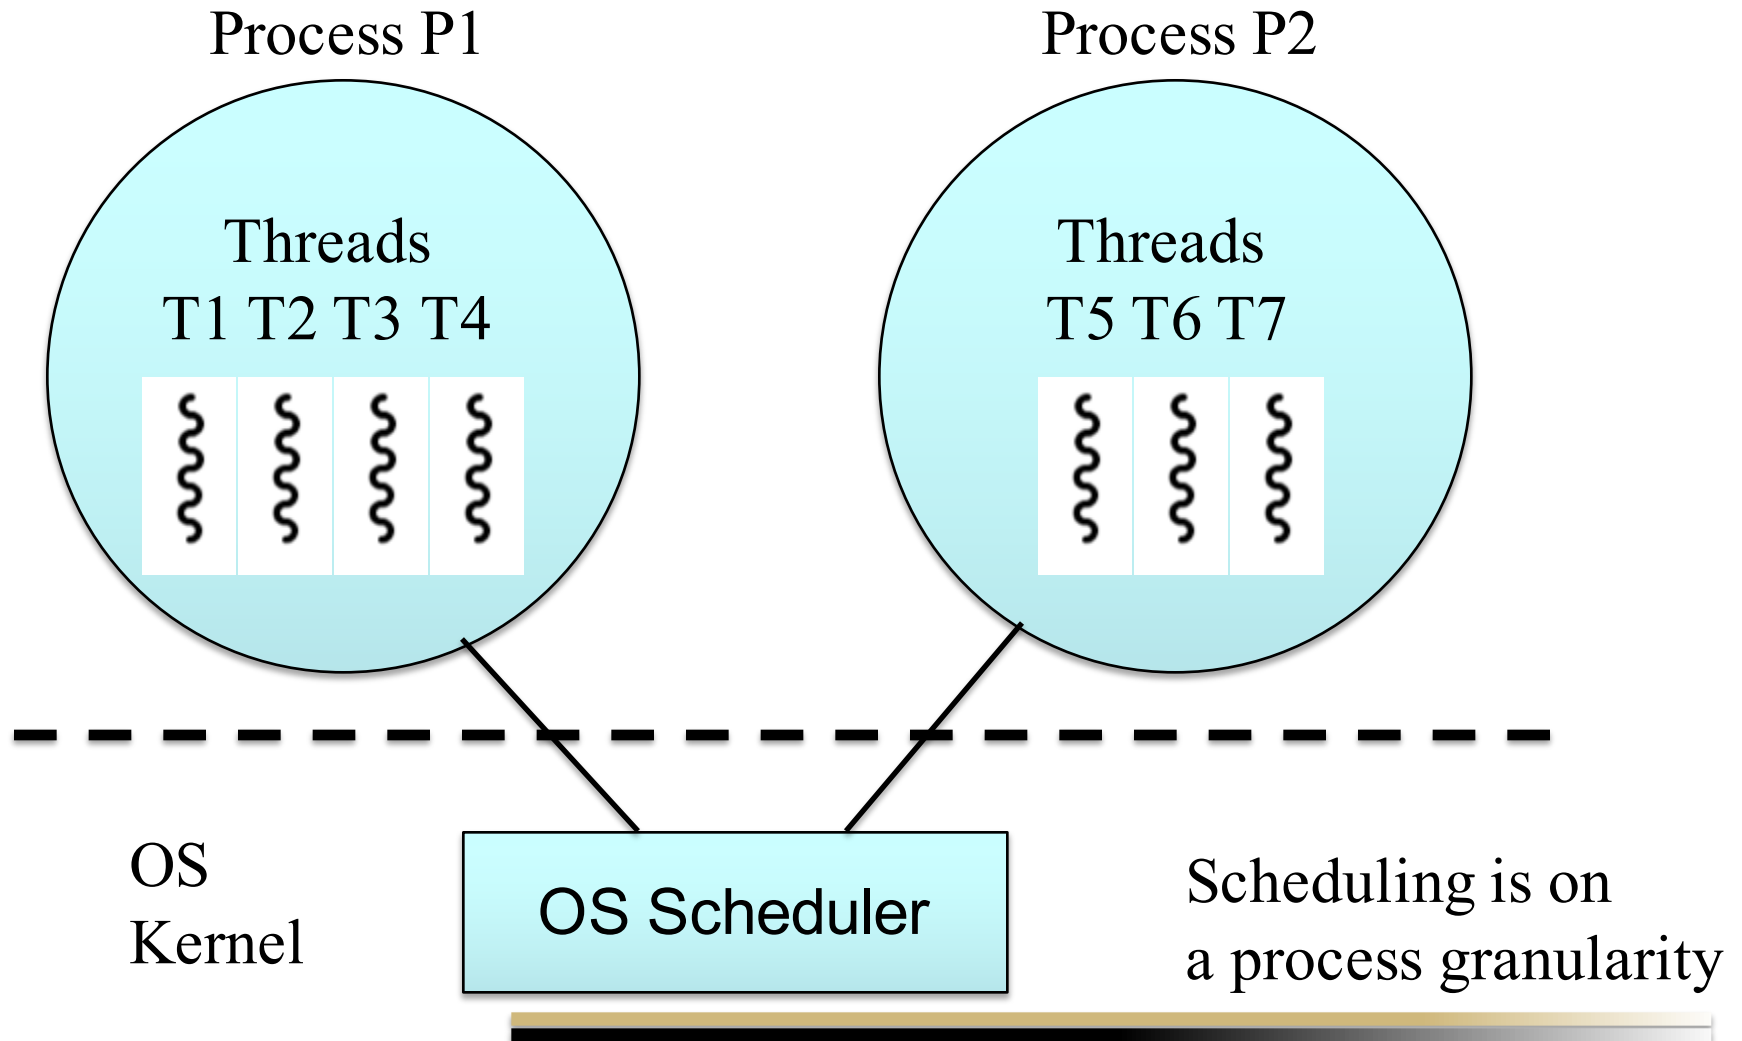 Process P1
Process P2
Threads
T1 T2 T3 T4
Threads
T5 T6 T7
OS
Kernel
OS Scheduler
Scheduling is on
a process granularity